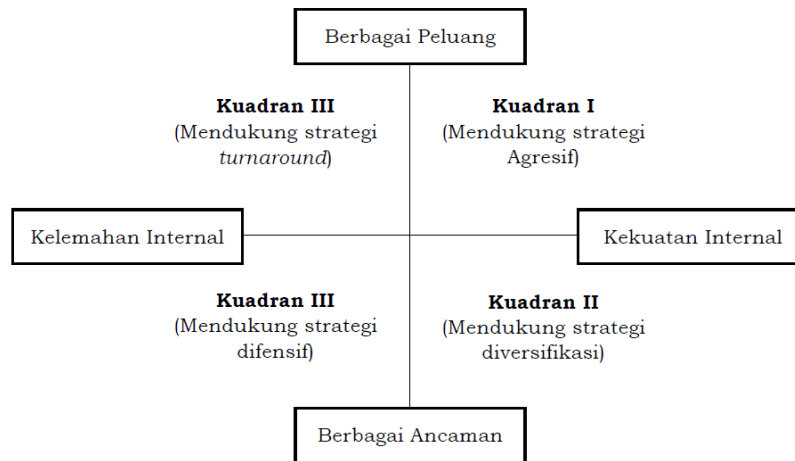 Berbagai Peluang
Kuadran III
(Mendukung strategi
turnaround)
Kuadran I
(Mendukung strategi
Agresif)
Kelemahan Internal
Kekuatan Internal
Kuadran III
(Mendukung strategi
difensif)
Kuadran II
(Mendukung strategi
diversifikasi)
Berbagai Ancaman